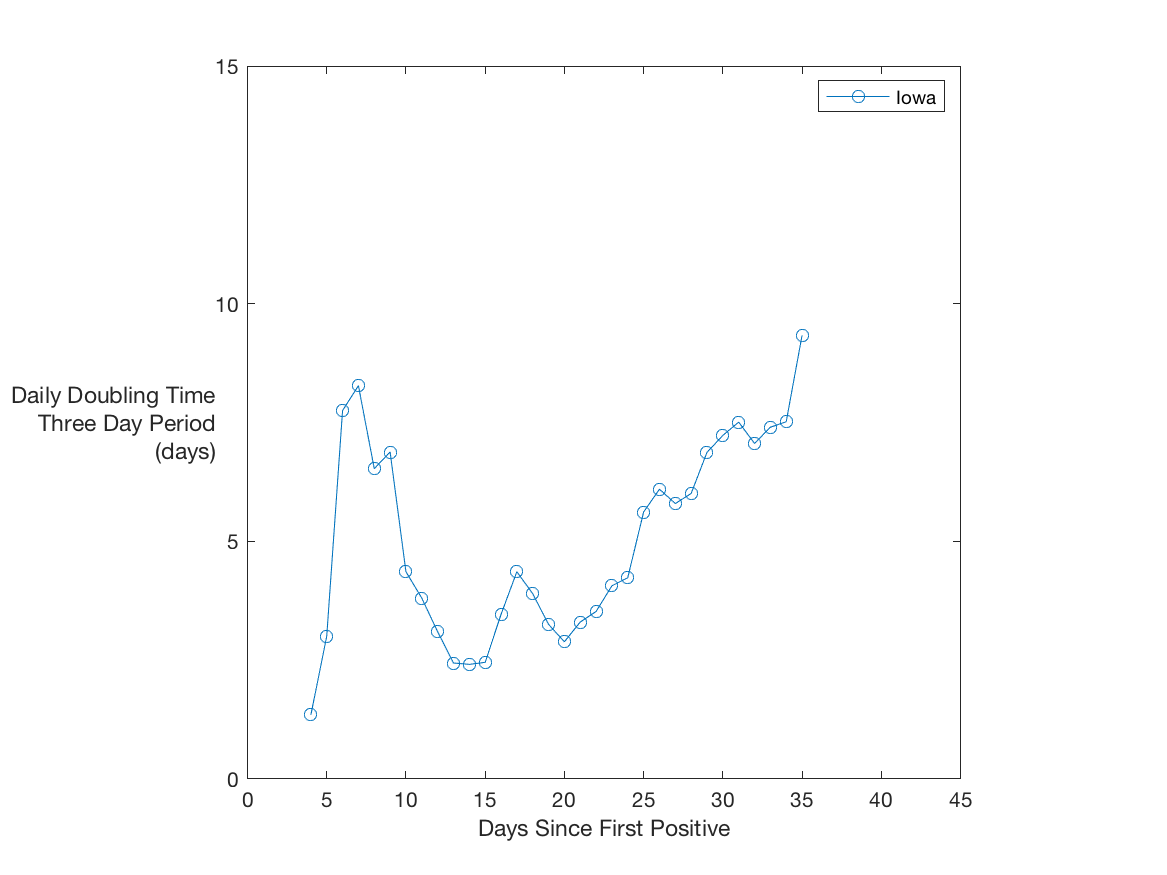 15
Iowa
10
Daily Doubling Time
Three Day Period
(days)
5
0
0 5 10 15 20 25 30 35 40 45
Days Since First Positive